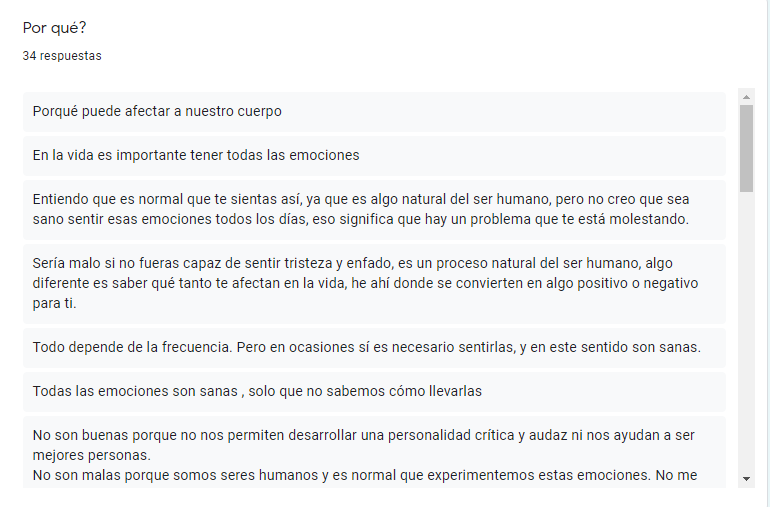 Por qué?
34 respuestas
Porqué puede afectar a nuestro cuerpo
En la vida es importante tener todas las emociones
Entiendo que es normal que te sientas así, ya que es algo natural del ser humano, pero no creo que sea
sano sentir esas emociones todos los días, eso significa que hay un problema que te está molestando.
Sería malo si no fueras capaz de sentir tristeza y enfado, es un proceso natural del ser humano, algo
diferente es saber qué tanto te afectan en la vida, he ahí donde se convierten en algo positivo o negativo
para ti.
Todo depende de la frecuencia. Pero en ocasiones sí es necesario sentirlas, y en este sentido son sanas.
Todas las emociones son sanas , solo que no sabemos cómo llevarlas
No son buenas porque no nos permiten desarrollar una personalidad crítica y audaz ni nos ayudan a ser
mejores personas.
No son malas porque somos seres humanos y es normal que experimentemos estas emociones. No me